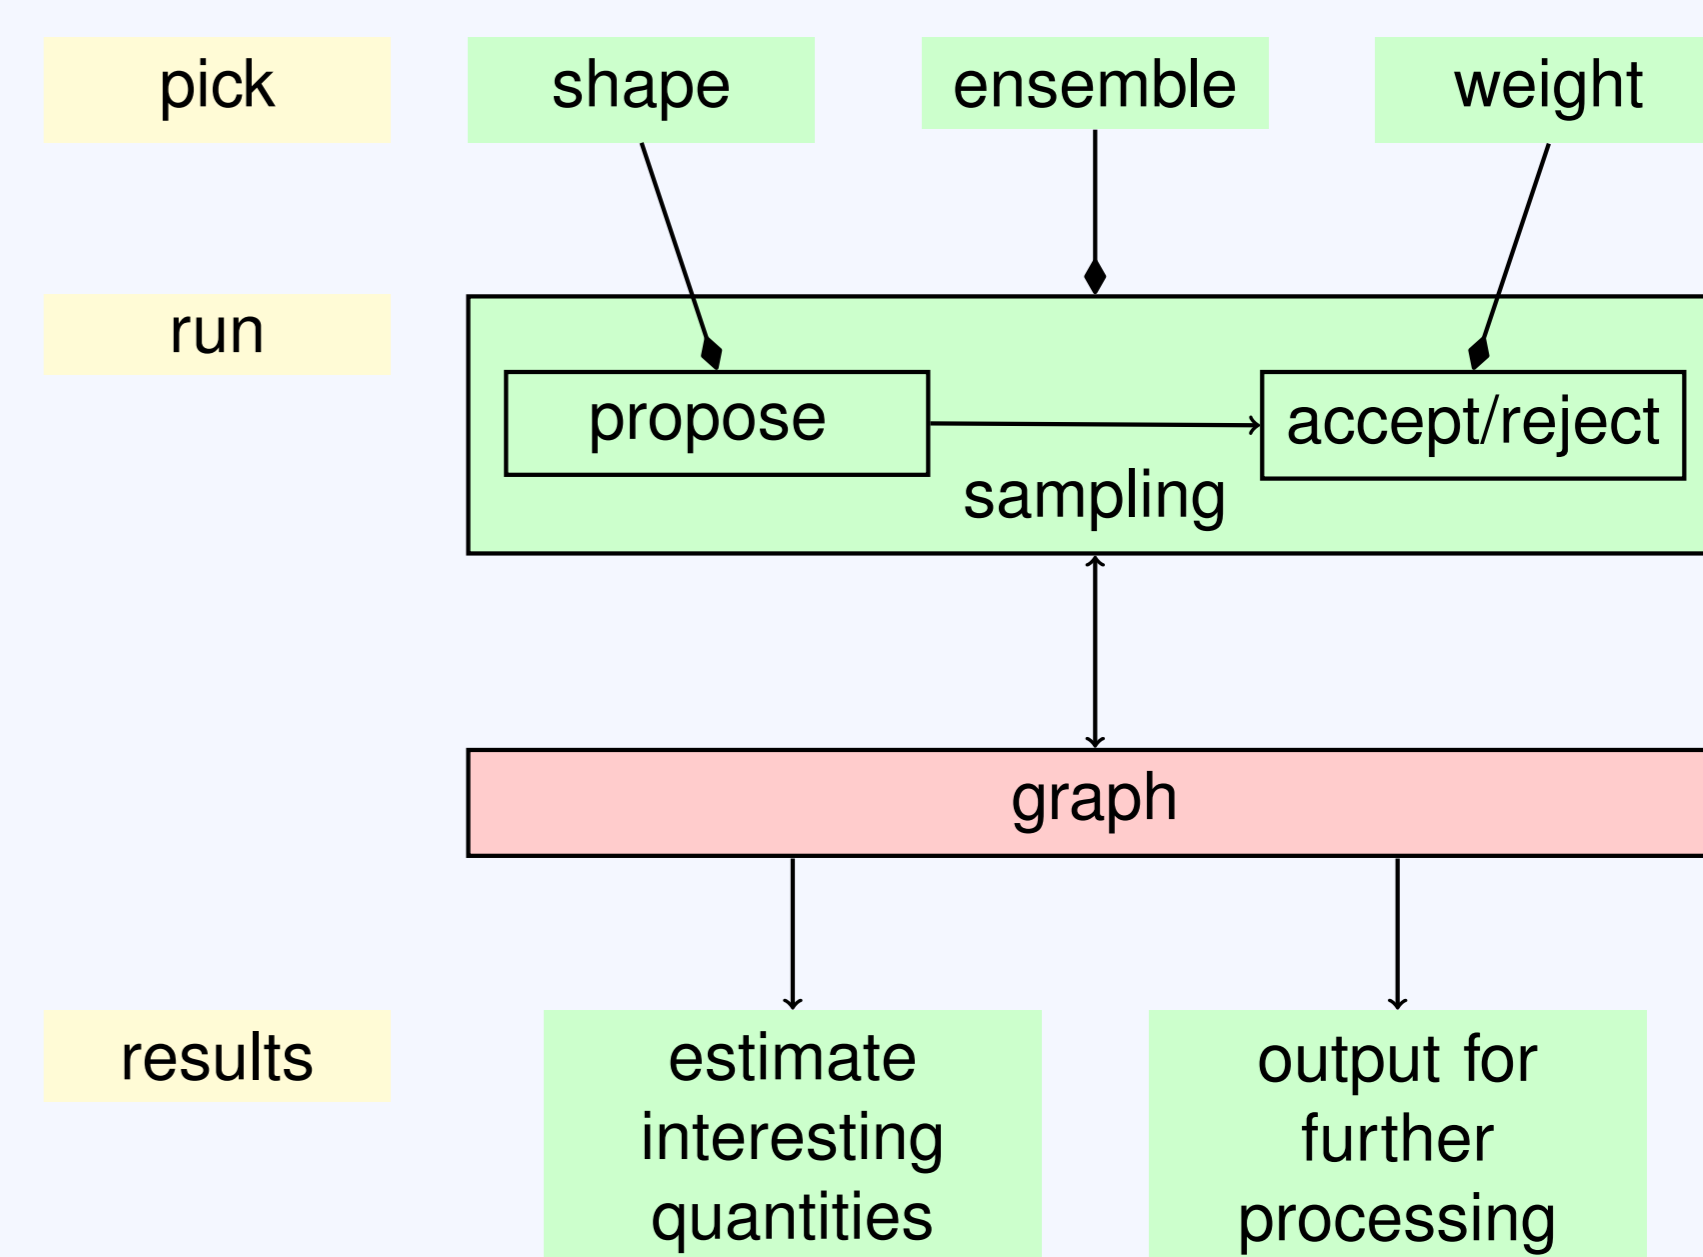 pick
shape
ensemble
weight
run
propose
accept/reject
sampling
graph
results
estimate
interesting
quantities
output for
further
processing